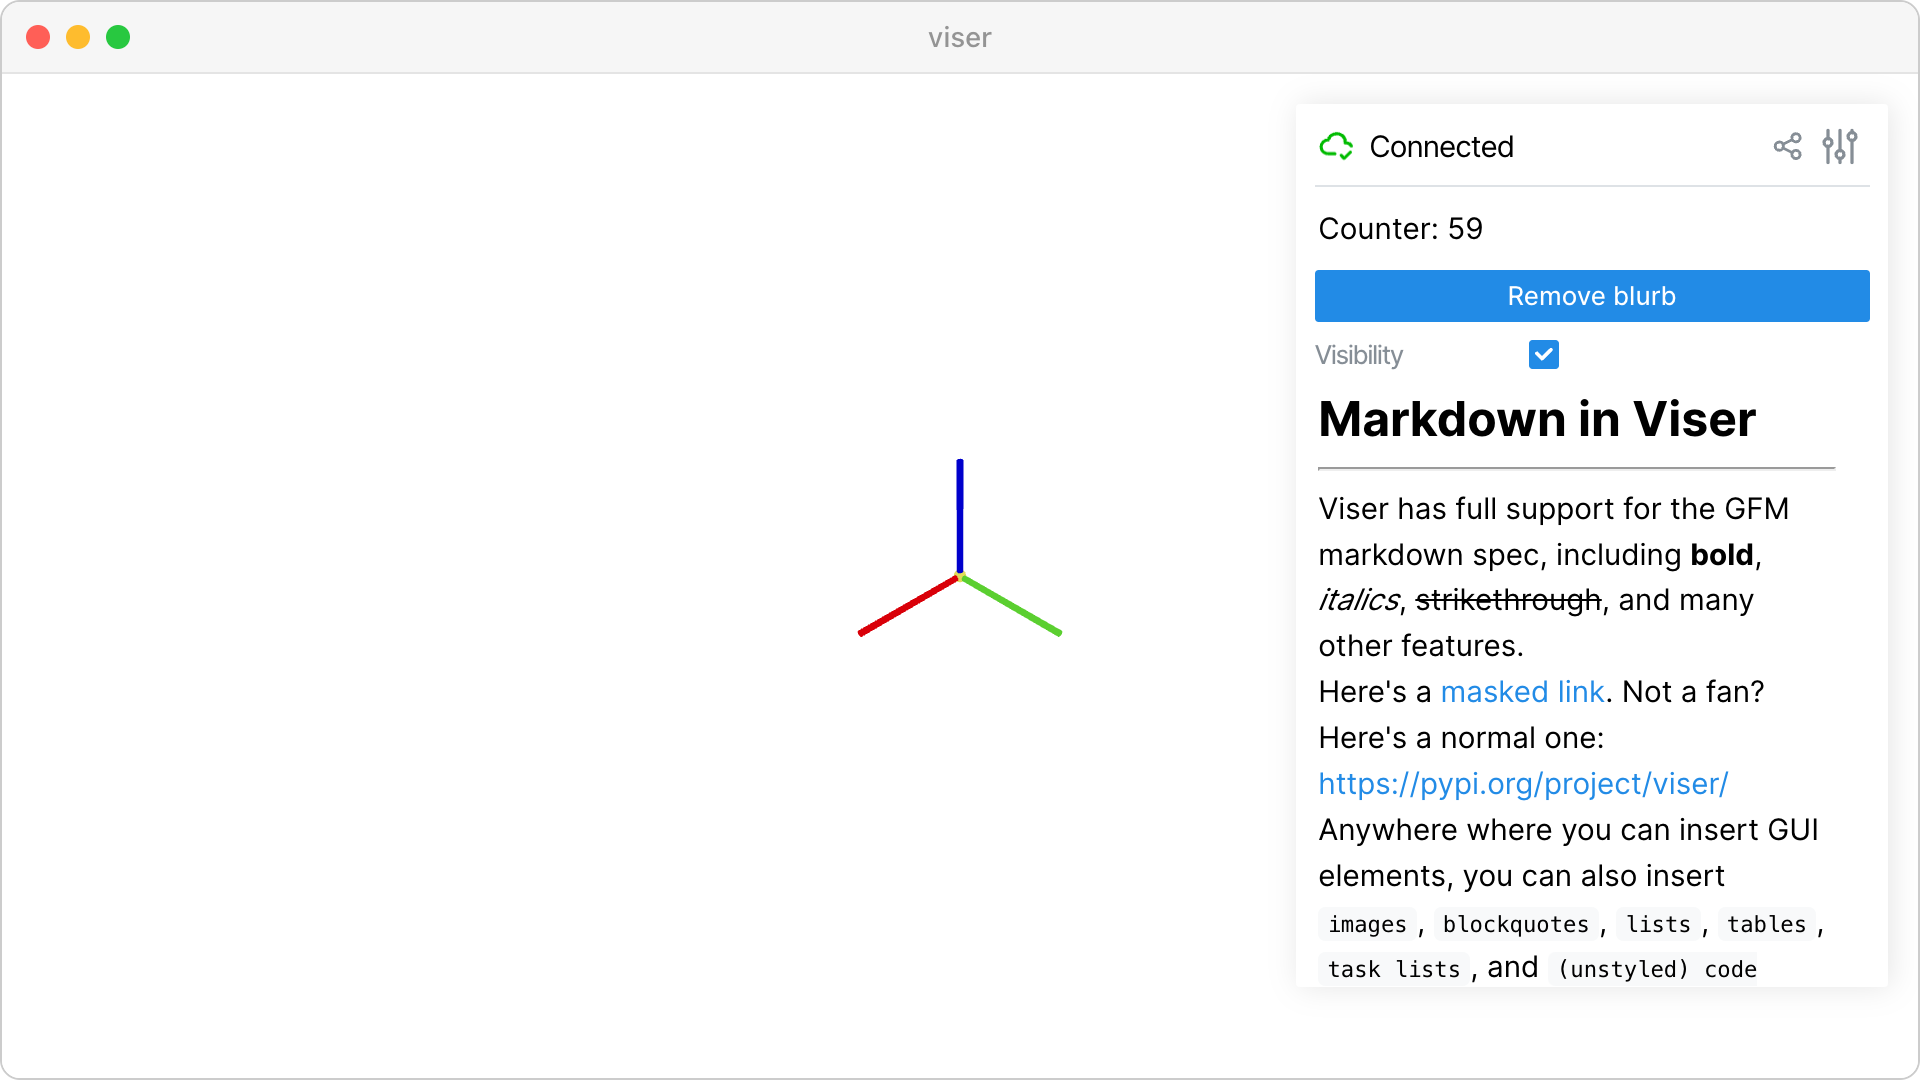 viser
Connected
Counter: 59
Remove blurb
Visibility
Markdown in Viser
Viser has full support for the GFM
markdown spec, including bold,
italics, strikethrough, and many
other features.
Here's a masked link. Not a fan?
Here's a normal one:
https://pypi.org/project/viser/
Anywhere where you can insert GUI
elements, you can also insert
images, blockquotes, lists, tables,
task lists, and (unstyled) code